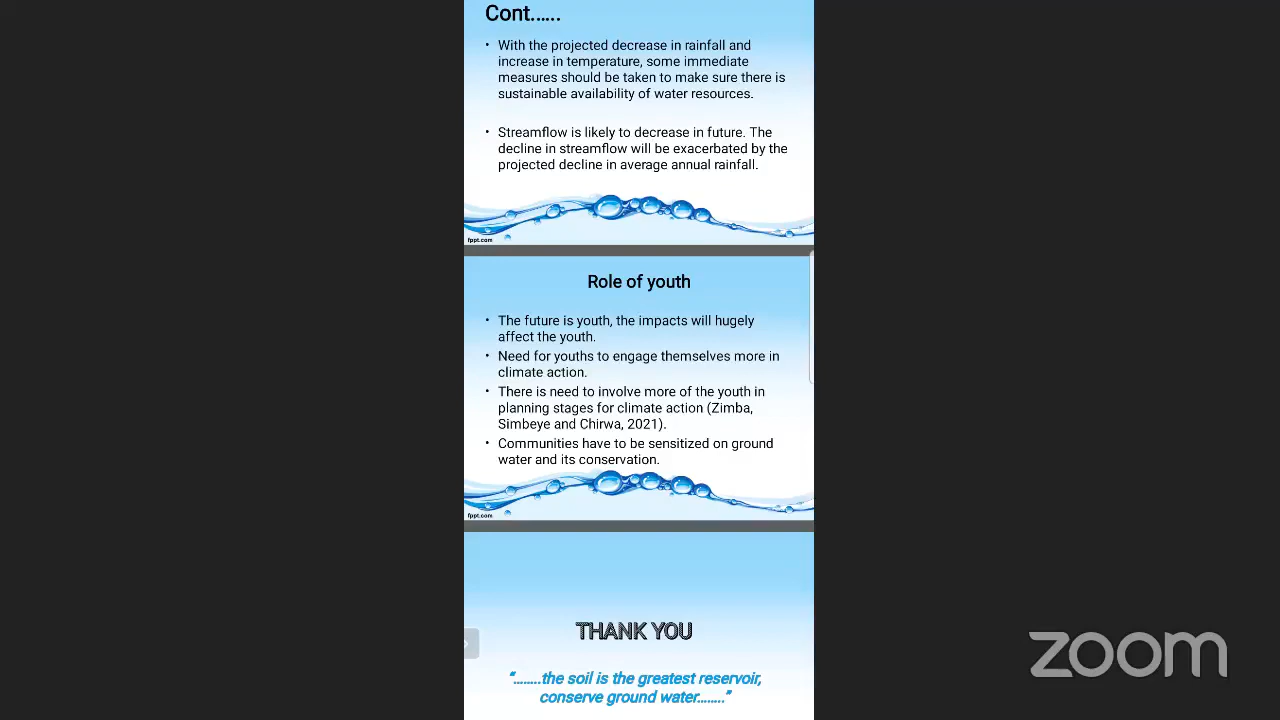 Cont......
• With the projected decrease in rainfall and
increase in temperature, some immediate
measures should be taken to make sure there is
sustainable availability of water resources.
• Streamflow is likely to decrease in future. The
decline in streamflow will be exacerbated by the
projected decline in average annual rainfall.
fppt.com
Role of youth
• The future is youth, the impacts will hugely
affect the youth.
• Need for youths to engage themselves more in
climate action.
• There is need to involve more of the youth in
planning stages for climate action (Zimba,
Simbeye and Chirwa, 2021).
• Communities have to be sensitized on ground
water and its conservation.
fppt.com
THANK YOU
“........the soil is the greatest reservoir,
conserve ground water........”
zoom